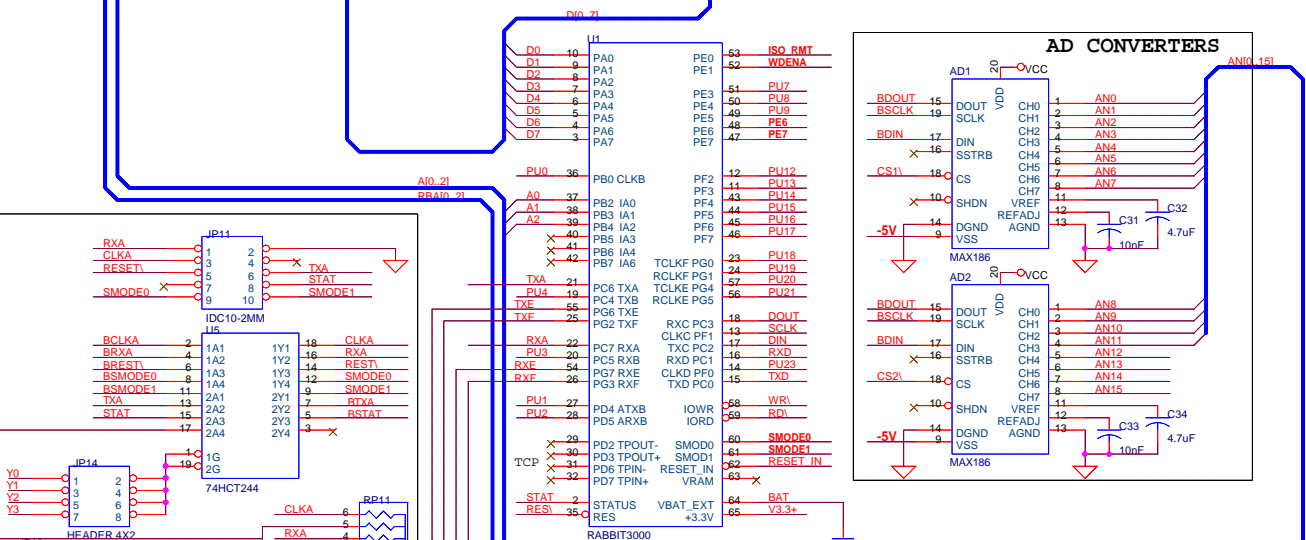 D[0..7]
U1
D0 10 PA0 PE0 53 ISO_RMT
D1 9 PA1 PE1 52 WDENA
D2 8 PA2
D3 7 PA3 PE3 51 PU7
D4 6 PA4 PE4 50 PU8
D5 5 PA5 PE5 49 PU9
D6 4 PA6 PE6 48 PE6
D7 3 PA7 PE7 47 PE7
PU0 36 PB0 CLKB PF2 12 PU12
PF3 11 PU13
A[0..2]
RBA[0..2]
A0 37 PB2 IA0 PF4 43 PU14
A1 38 PB3 IA1 PF5 44 PU15
A2 39 PB4 IA2 PF6 45 PU16
40 PB5 IA3 PF7 46 PU17
41 PB6 IA4
42 PB7 IA6 TCLKF PG0 23 PU18
RCLKF PG1 24 PU19
TXA 21 PC6 TXA TCLKE PG4 57 PU20
PU4 19 PC4 TXB RCLKE PG5 56 PU21
TXE 55 PG6 TXE
TXF 25 PG2 TXF RXC PC3 18 DOUT
CLKC PF1 13 SCLK
RXA 22 PC7 RXA TXC PC2 17 DIN
PU3 20 PC5 RXB RXD PC1 16 RXD
RXE 54 PG7 RXE CLKD PF0 14 PU23
RXF 26 PG3 RXF TXD PC0 15 TXD
PU1 27 PD4 ATXB IOWR 58 WR\
PU2 28 PD5 ARXB IORD 59 RD\
29 PD2 TPOUT- SMOD0 60 SMODE0
30 PD3 TPOUT+ SMOD1 61 SMODE1
TCP
31 PD6 TPIN- RESET_IN 62 RESET_IN
32 PD7 TPIN+ VRAM 63
STAT 2 STATUS VBAT_EXT 64 BAT
RES\ 35 RES +3.3V 65 V3.3+
RABBIT3000
JP11
RXA 1 2
CLKA 3 4
RESET\ 5 6 TXA
7 8 STAT
SMODE0 9 10 SMODE1
IDC10-2MM
U5
BCLKA 2 1A1 1Y1 18 CLKA
BRXA 4 1A2 1Y2 16 RXA
BREST\ 6 1A3 1Y3 14 REST\
BSMODE0 8 1A4 1Y4 12 SMODE0
BSMODE1 11 2A1 2Y1 9 SMODE1
TXA 13 2A2 2Y2 7 BTXA
STAT 15 2A3 2Y3 5 BSTAT
17 2A4 2Y4 3
1 1G
19 2G
74HCT244
JP14
Y0 1 2
Y1 3 4
Y2 5 6
Y3 7 8
HEADER 4X2
RP11
CLKA 6
5
RXA 4
AD CONVERTERS
AN[0..15]
AD1
20 VCC
VDD
BDOUT 15 DOUT CH0 1 AN0
BSCLK 19 SCLK CH1 2 AN1
CH2 3 AN2
BDIN 17 DIN CH3 4 AN3
16 SSTRB CH4 5 AN4
CH5 6 AN5
CS1\ 18 CS CH6 7 AN6
CH7 8 AN7
10 SHDN VREF 11
REFADJ 12
14 DGND AGND 13
-5V 9 VSS
C31
10nF
C32
4.7uF
MAX186
AD2
20 VCC
VDD
BDOUT 15 DOUT CH0 1 AN8
BSCLK 19 SCLK CH1 2 AN9
CH2 3 AN10
BDIN 17 DIN CH3 4 AN11
16 SSTRB CH4 5 AN12
CH5 6 AN13
CS2\ 18 CS CH6 7 AN14
CH7 8 AN15
10 SHDN VREF 11
REFADJ 12
14 DGND AGND 13
-5V 9 VSS
C33
10nF
C34
4.7uF
MAX186